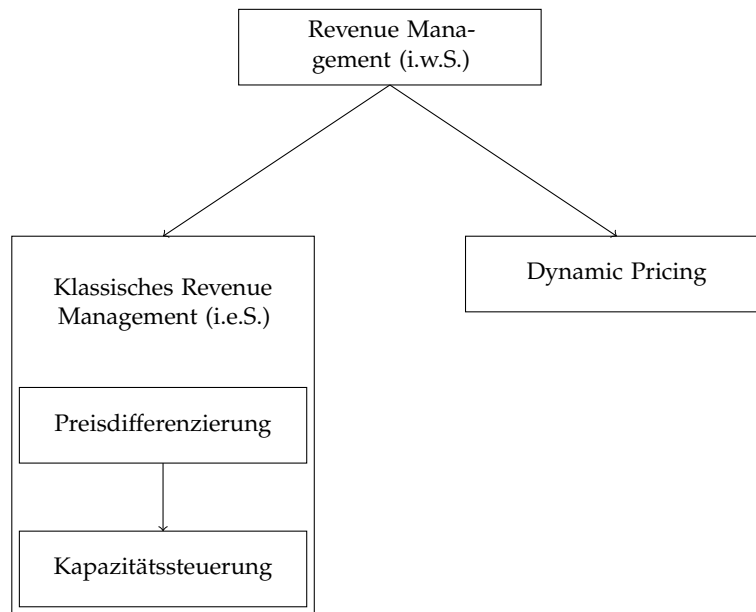 Revenue Mana-
gement (i.w.S.)
Klassisches Revenue
Management (i.e.S.)
Dynamic Pricing
Preisdifferenzierung
Kapazitätssteuerung